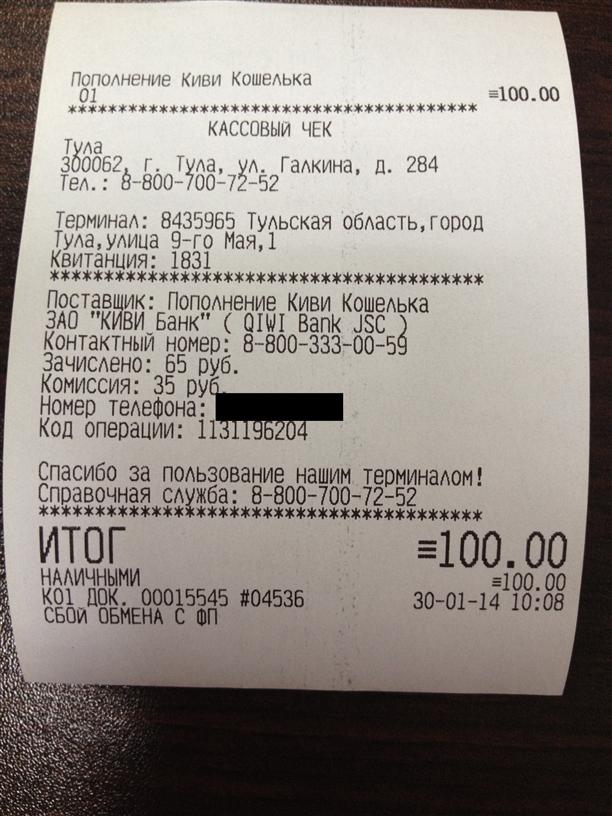 Пополнение Киви Кошелька
01 ≡100.00
****************************************
КАССОВЫЙ ЧЕК
Тула
300062, г. Тула, ул. Галкина, д. 284
Тел.: 8-800-700-72-52
Терминал: 8435965 Тульская область,город
Тула,улица 9-го Мая,1
Квитанция: 1831
****************************************
Поставщик: Пополнение Киви Кошелька
ЗАО "КИВИ Банк" ( QIWI Bank JSC )
Контактный номер: 8-800-333-00-59
Зачислено: 65 руб.
Комиссия: 35 руб.
Номер телефона:
Код операции: 1131196204
Спасибо за пользование нашим терминалом!
Справочная служба: 8-800-700-72-52
****************************************
ИТОГ ≡100.00
НАЛИЧНЫМИ ≡100.00
К01 ДОК. 00015545 #04536 30-01-14 10:08
СБОЙ ОБМЕНА С ФП